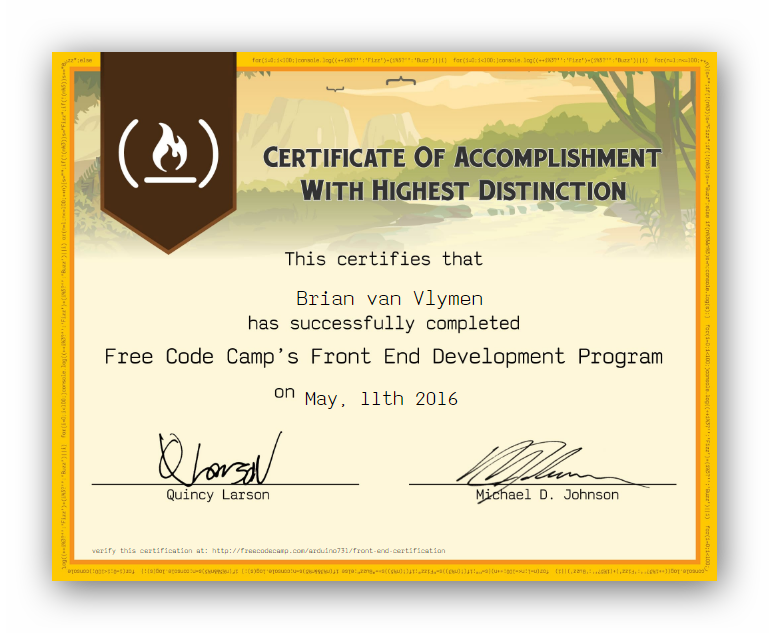 CERTIFICATE OF ACCOMPLISHMENT
WITH HIGHEST DISTINCTION
This certifies that
Brian van Vlymen
has successfully completed
Free Code Camp's Front End Development Program
on May, 11th 2016
Quincy Larson
Michael D. Johnson
verify this certification at: http://freecodecamp.com/arduino731/front-end-certification